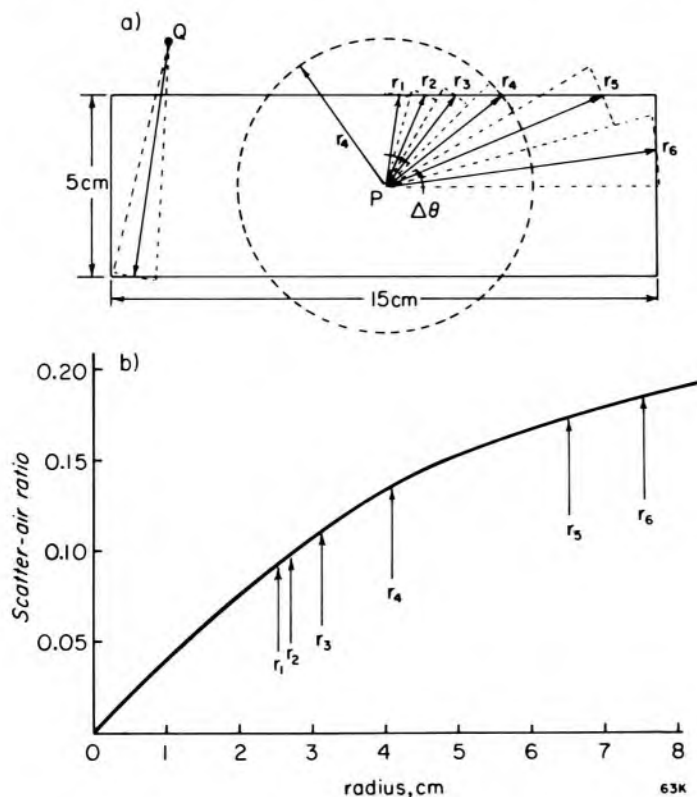 a)
Q
r₁ r₂ r₃ r₄ r₅
r₄
r₆
5cm
P
Δθ
15cm
b)
Scatter-air ratio
0.20
0.15
0.10
0.05
r₁ r₂ r₃ r₄ r₅ r₆
0 1 2 3 4 5 6 7 8
radius, cm
63K